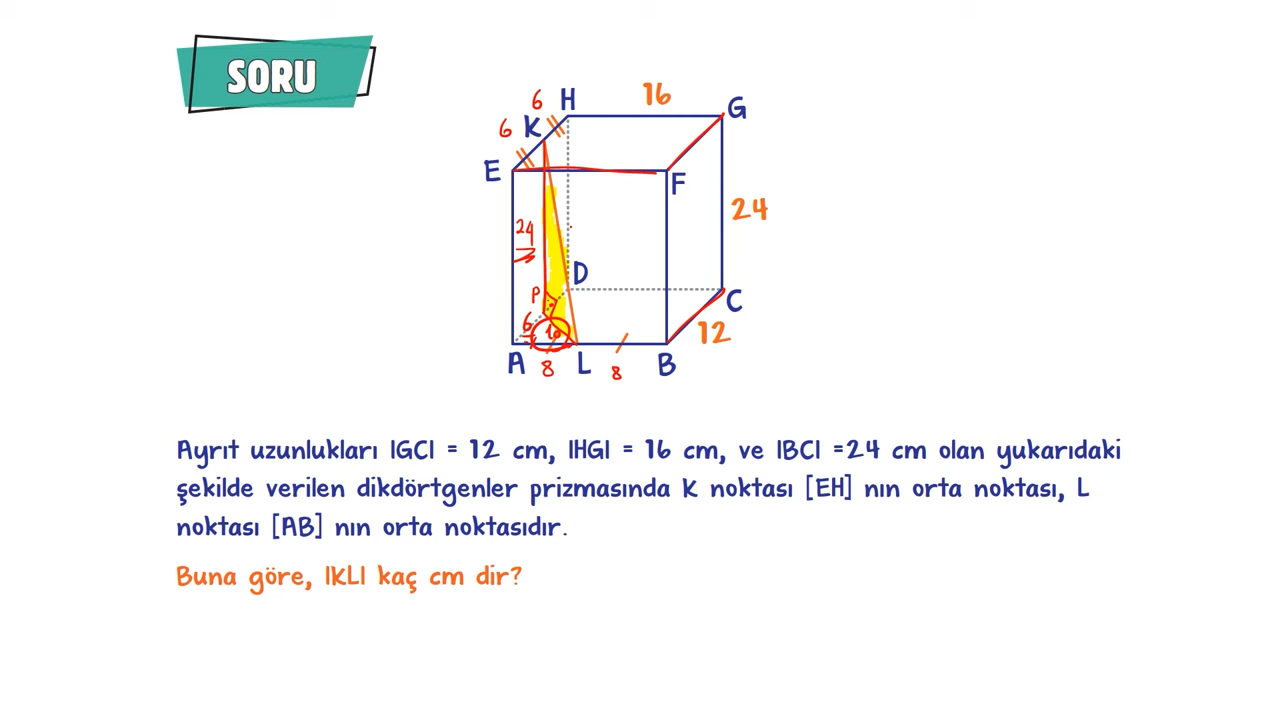 SORU
6 H 16 G
6 K
E F
24 24
D
P C
6 10 12
A 8 L 8 B
Ayrıt uzunlukları |GC| = 12 cm, |HG| = 16 cm, ve |BC| =24 cm olan yukarıdaki
şekilde verilen dikdörtgenler prizmasında K noktası [EH] nın orta noktası, L
noktası [AB] nın orta noktasıdır.
Buna göre, |KL| kaç cm dir?